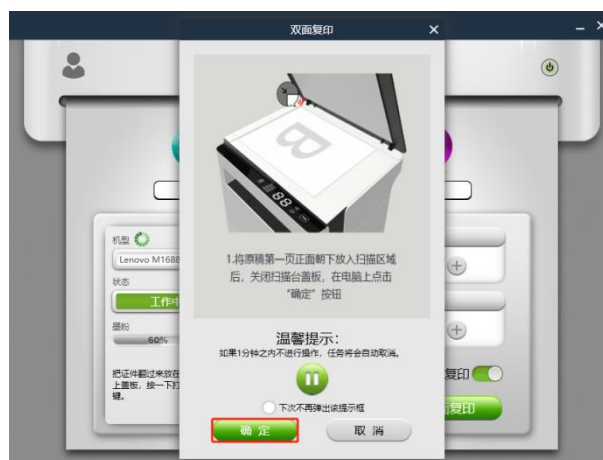 双面复印
机型
Lenovo M1688
状态
工作中
墨粉
60%
把证件翻过来放在
上盖板，按一下打
键。
B
88
1.将原稿第一页正面朝下放入扫描区域
后，关闭扫描台盖板，在电脑上点击
“确定”按钮
温馨提示：
如果1分钟之内不进行操作，任务将会自动取消。
下次不再弹出该提示框
确 定
取 消
复印
面复印